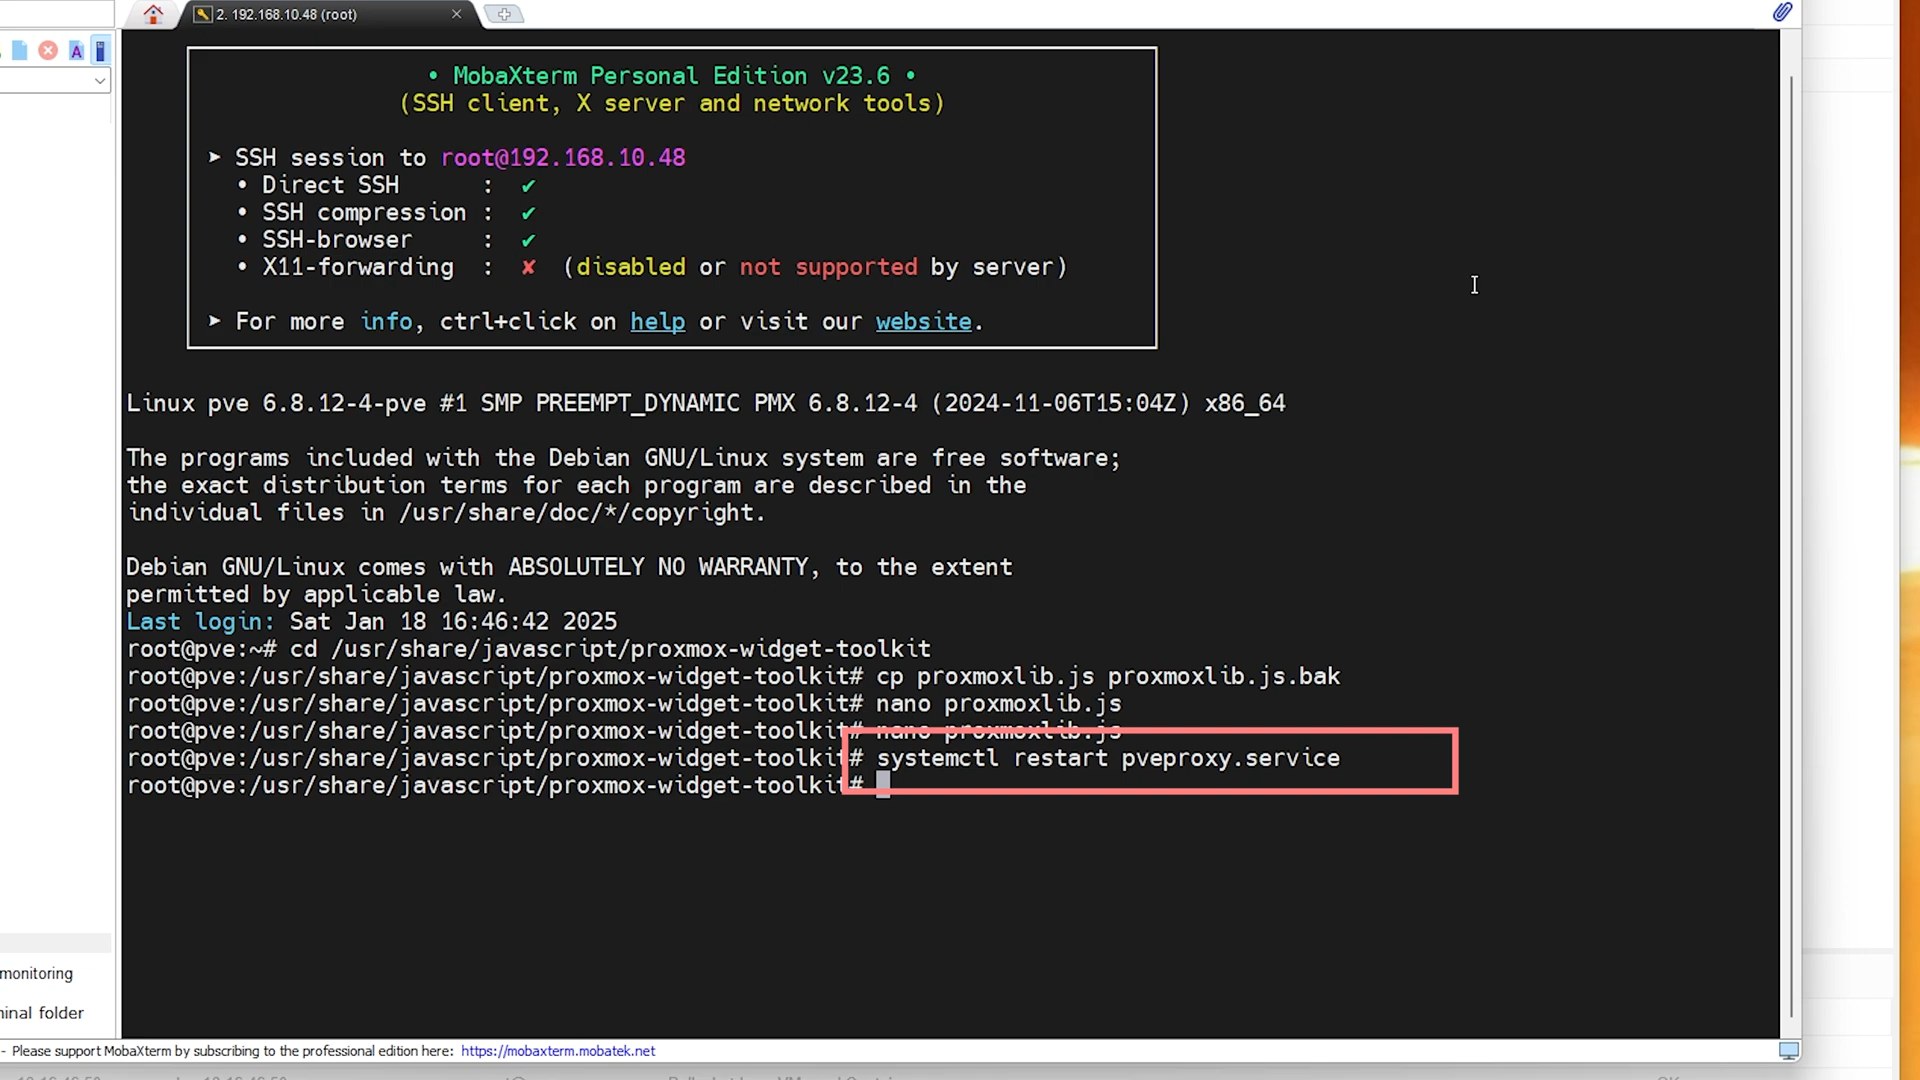 2. 192.168.10.48 (root)
• MobaXterm Personal Edition v23.6 •
(SSH client, X server and network tools)
➤ SSH session to root@192.168.10.48
• Direct SSH : ✔
• SSH compression : ✔
• SSH-browser : ✔
• X11-forwarding : ✘ (disabled or not supported by server)
➤ For more info, ctrl+click on help or visit our website.
Linux pve 6.8.12-4-pve #1 SMP PREEMPT_DYNAMIC PMX 6.8.12-4 (2024-11-06T15:04Z) x86_64
The programs included with the Debian GNU/Linux system are free software;
the exact distribution terms for each program are described in the
individual files in /usr/share/doc/*/copyright.
Debian GNU/Linux comes with ABSOLUTELY NO WARRANTY, to the extent
permitted by applicable law.
Last login: Sat Jan 18 16:46:42 2025
root@pve:~# cd /usr/share/javascript/proxmox-widget-toolkit
root@pve:/usr/share/javascript/proxmox-widget-toolkit# cp proxmoxlib.js proxmoxlib.js.bak
root@pve:/usr/share/javascript/proxmox-widget-toolkit# nano proxmoxlib.js
root@pve:/usr/share/javascript/proxmox-widget-toolkit# nano proxmoxlib.js
root@pve:/usr/share/javascript/proxmox-widget-toolkit# systemctl restart pveproxy.service
root@pve:/usr/share/javascript/proxmox-widget-toolkit#
monitoring
minal folder
- Please support MobaXterm by subscribing to the professional edition here: https://mobaxterm.mobatek.net